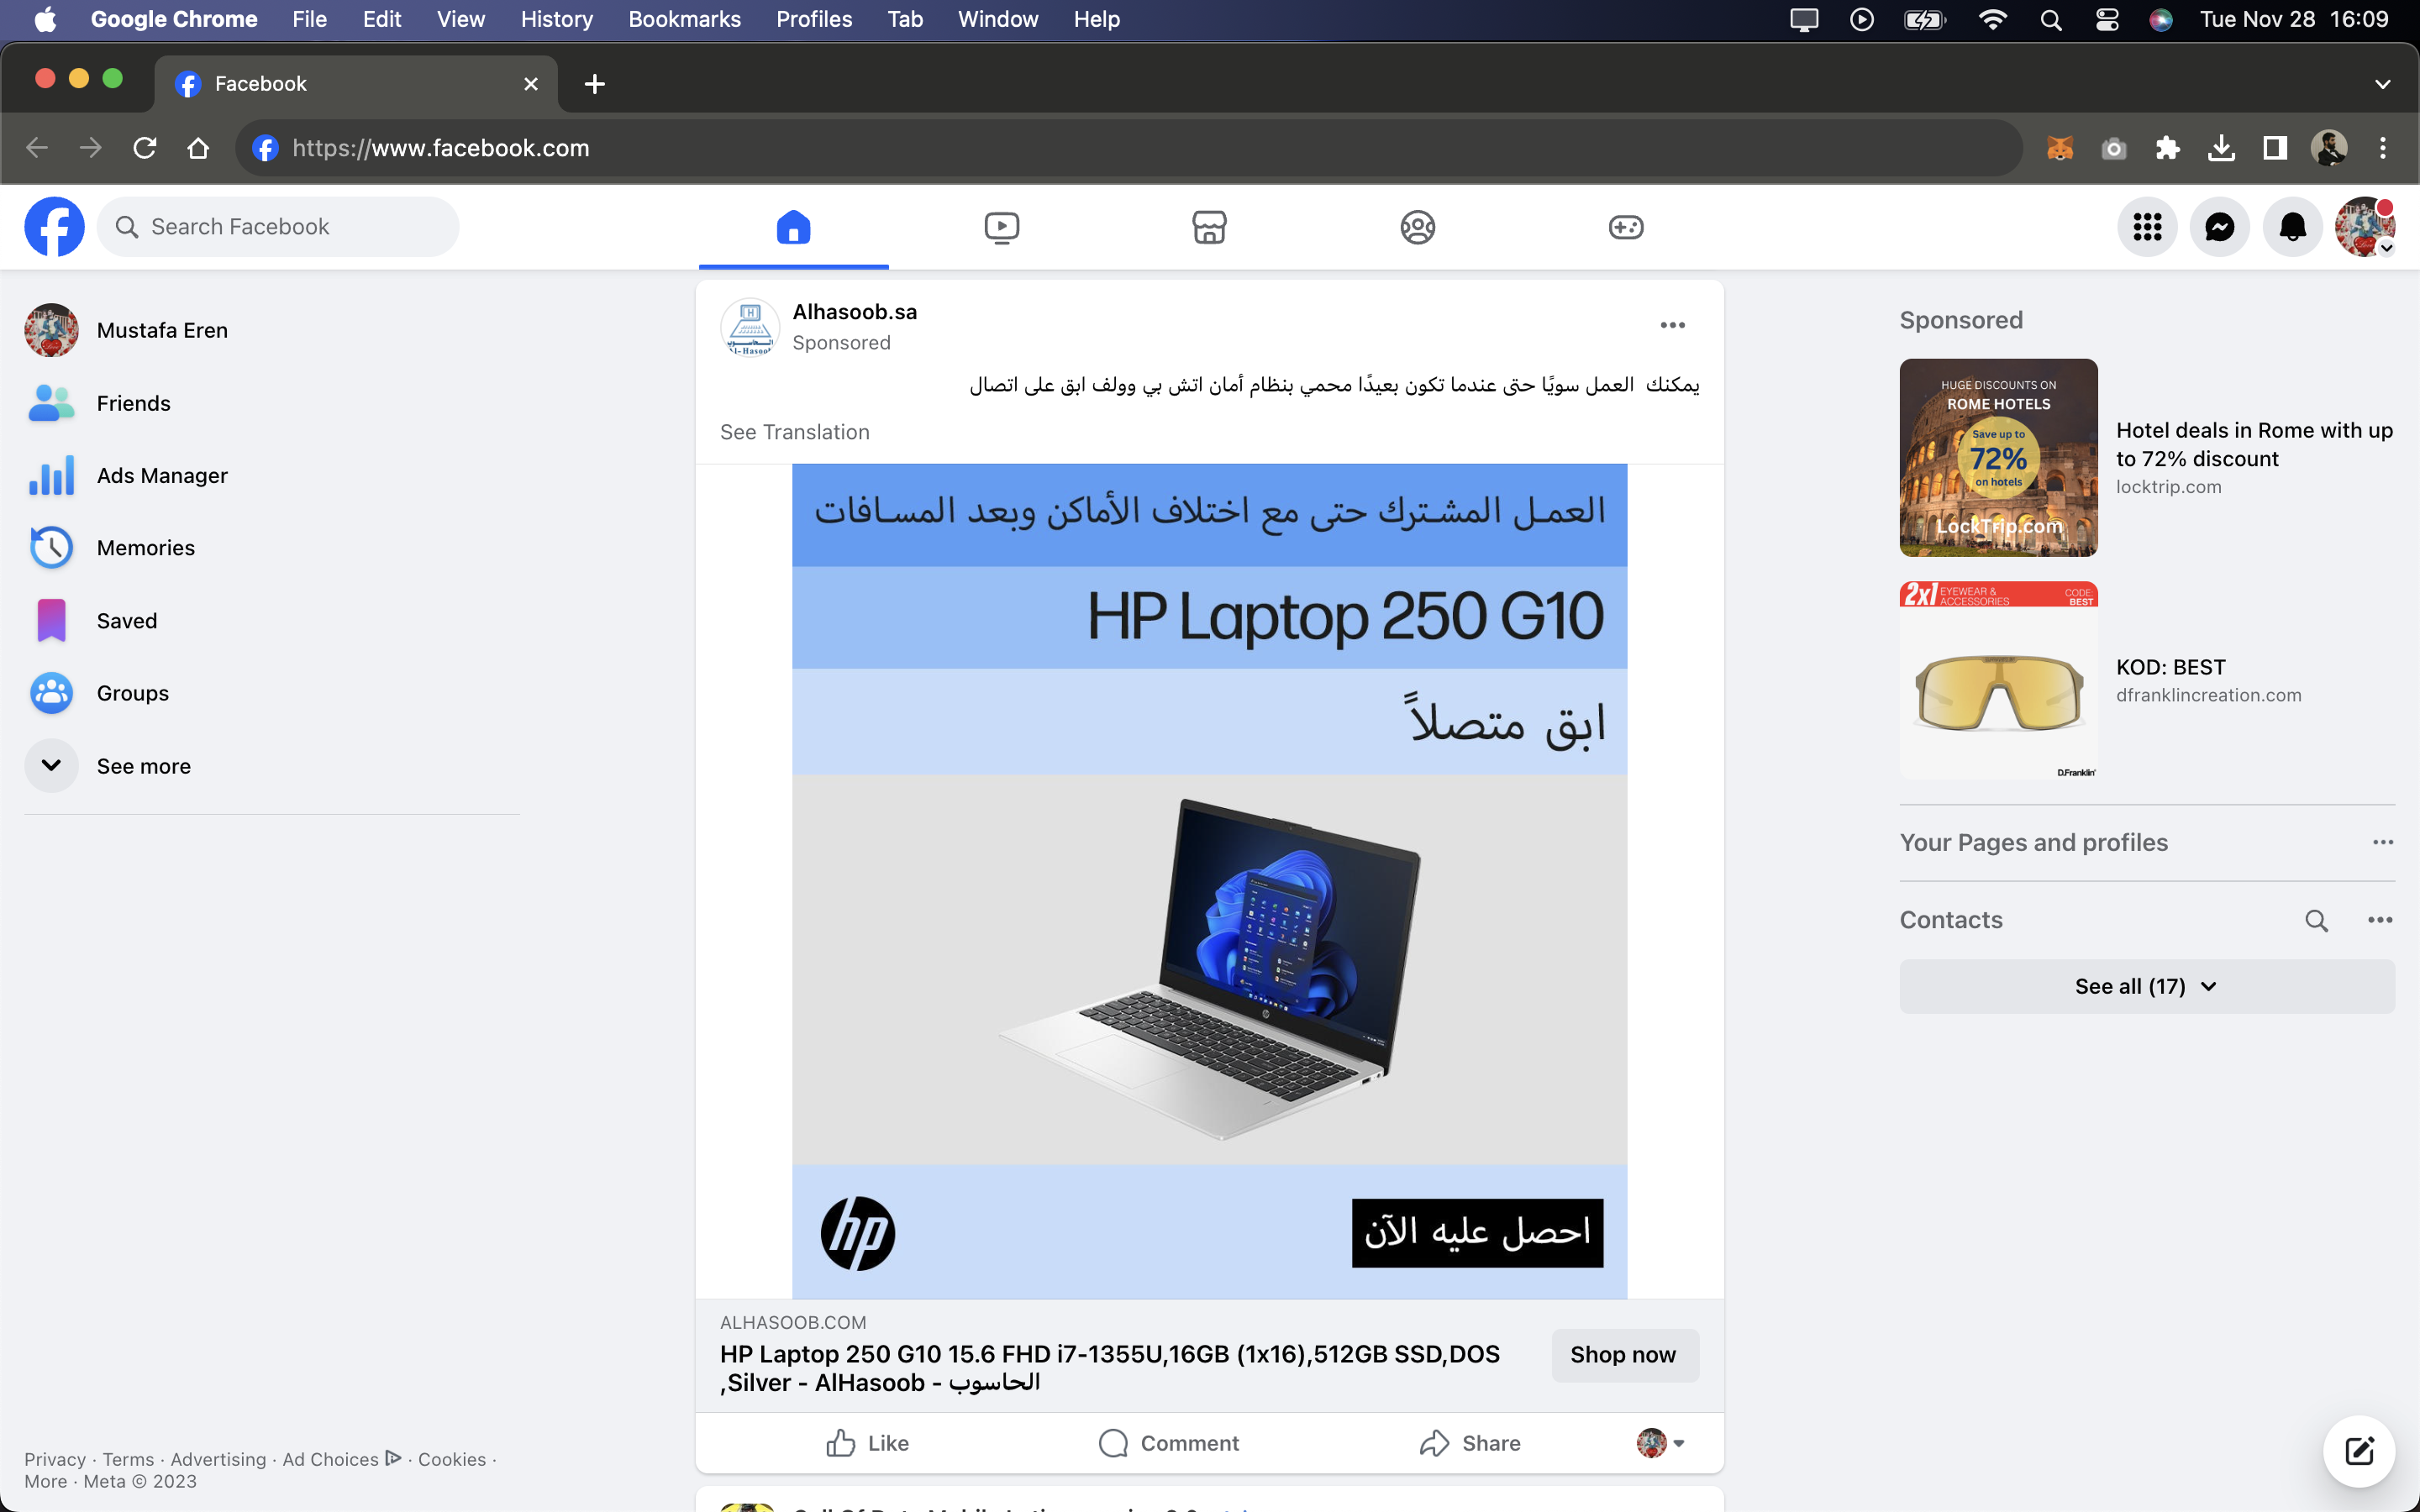 Google Chrome File Edit View History Bookmarks Profiles Tab Window Help Tue Nov 28 16:09
Facebook
https://www.facebook.com
Search Facebook
Mustafa Eren
Friends
Ads Manager
Memories
Saved
Groups
See more
Privacy · Terms · Advertising · Ad Choices · Cookies ·
More · Meta © 2023
Alhasoob.sa
Sponsored
يمكنك العمل سويًا حتى عندما تكون بعيدًا محمي بنظام أمان اتش بي وولف ابق على اتصال
See Translation
العمل المشترك حتى مع اختلاف الأماكن وبعد المسافات
HP Laptop 250 G10
ابق متصلاً
hp
احصل عليه الآن
ALHASOOB.COM
HP Laptop 250 G10 15.6 FHD i7-1355U,16GB (1x16),512GB SSD,DOS
,Silver - AlHasoob - الحاسوب
Shop now
Like Comment Share
Sponsored
HUGE DISCOUNTS ON
ROME HOTELS
Save up to
72%
on hotels
LockTrip.com
Hotel deals in Rome with up
to 72% discount
locktrip.com
2x1 EYEWEAR &
ACCESSORIES
CODE:
BEST
D.Franklin
KOD: BEST
dfranklincreation.com
Your Pages and profiles
Contacts
See all (17)